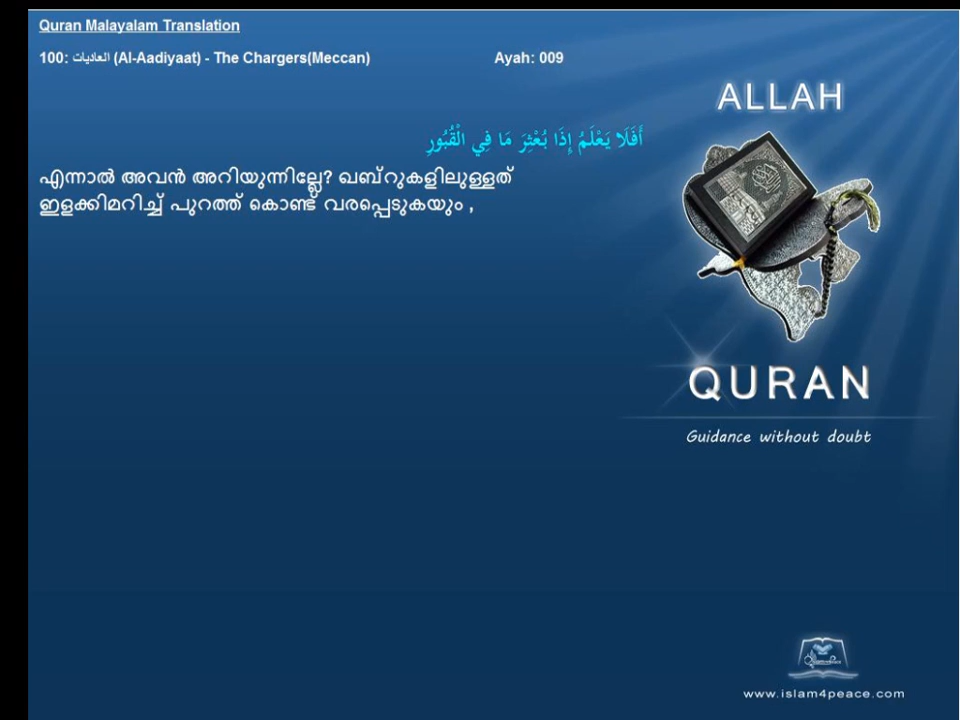 Quran Malayalam Translation
100: العاديات (Al-Aadiyaat) - The Chargers(Meccan) Ayah: 009
ALLAH
أَفَلَا يَعْلَمُ إِذَا بُعْثِرَ مَا فِي الْقُبُورِ
എന്നാൽ അവൻ അറിയുന്നില്ലേ? ഖബ്റുകളിലുള്ളത്
ഇളക്കിമറിച്ച് പുറത്ത് കൊണ്ട് വരപ്പെടുകയും ,
QURAN
Guidance without doubt
www.islam4peace.com